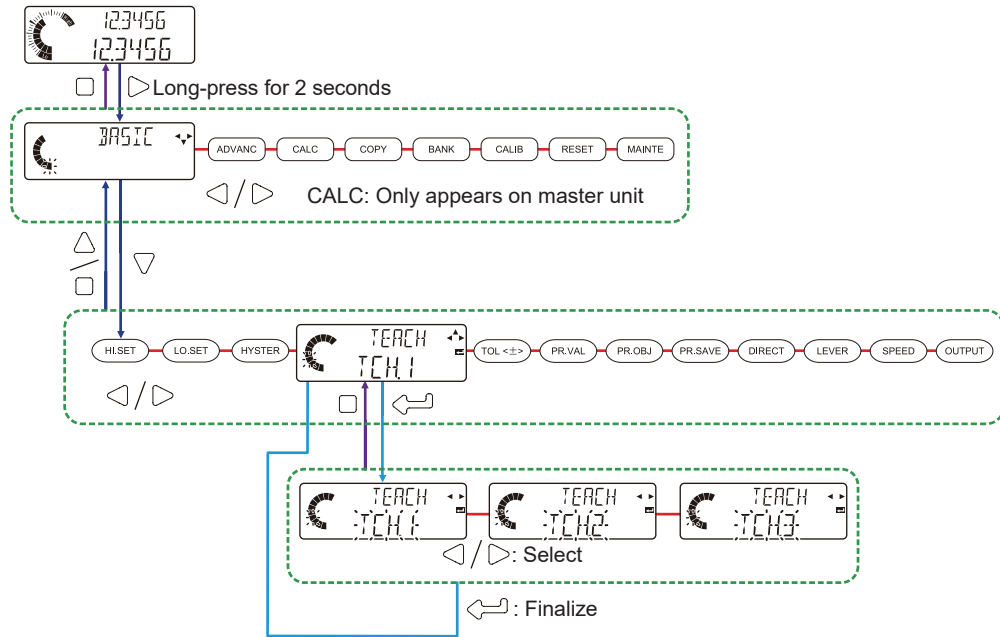 123456
123456
Long-press for 2 seconds
BASIC
ADVANC CALC COPY BANK CALIB RESET MAINTE
/ CALC: Only appears on master unit
/
HI.SET LO.SET HYSTER TEACH TCH.1 TOL <±> PR.VAL PR.OBJ PR.SAVE DIRECT LEVER SPEED OUTPUT
/
TEACH TEACH TEACH
TCH.1 TCH.2 TCH.3
/ : Select
: Finalize